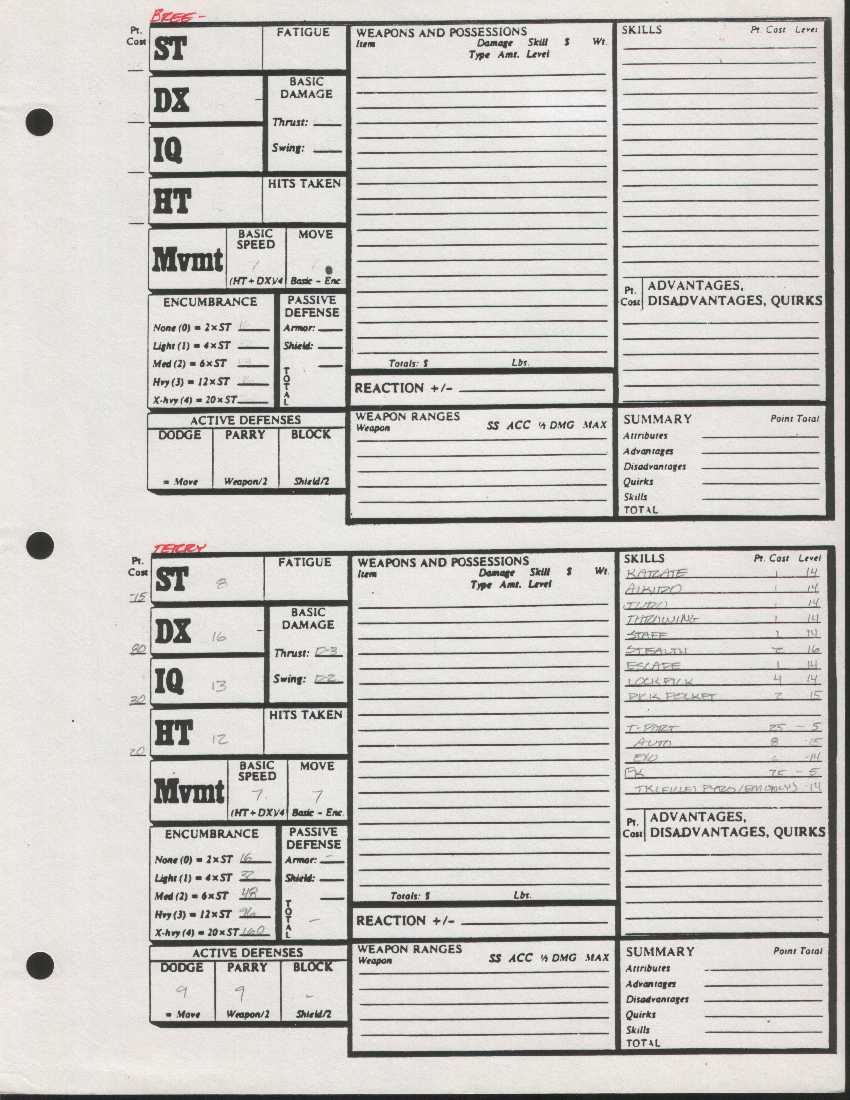 BREE -
Pt. Cost
ST
FATIGUE
DX
BASIC DAMAGE
Thrust:
Swing:
IQ
HT
HITS TAKEN
Mvmt
BASIC SPEED
(HT + DX)/4
MOVE
Basic - Enc
ENCUMBRANCE
None (0) = 2×ST
Light (1) = 4×ST
Med (2) = 6×ST
Hvy (3) = 12×ST
X-hvy (4) = 20×ST
PASSIVE DEFENSE
Armor:
Shield:
TOTAL
ACTIVE DEFENSES
DODGE PARRY BLOCK
= Move Weapon/2 Shield/2
WEAPONS AND POSSESSIONS
Item Damage Skill $ Wt.
Type Amt. Level
Totals: $ Lbs.
REACTION +/-
WEAPON RANGES
Weapon SS ACC ½ DMG MAX
SKILLS Pt. Cost Level
Pt. Cost ADVANTAGES, DISADVANTAGES, QUIRKS
SUMMARY Point Total
Attributes
Advantages
Disadvantages
Quirks
Skills
TOTAL
TERRY
Pt. Cost
ST 8
-15
FATIGUE
DX 16
80
BASIC DAMAGE
Thrust: D-3
Swing: D-2
IQ 13
30
HT 12
20
HITS TAKEN
Mvmt
BASIC SPEED
7.
(HT + DX)/4
MOVE
7
Basic - Enc.
ENCUMBRANCE
None (0) = 2×ST 16
Light (1) = 4×ST 32
Med (2) = 6×ST 48
Hvy (3) = 12×ST 96
X-hvy (4) = 20×ST 160
PASSIVE DEFENSE
Armor: -
Shield:
TOTAL -
ACTIVE DEFENSES
DODGE PARRY BLOCK
9 9 -
= Move Weapon/2 Shield/2
WEAPONS AND POSSESSIONS
Item Damage Skill $ Wt.
Type Amt. Level
Totals: $ Lbs.
REACTION +/-
WEAPON RANGES
Weapon SS ACC ½ DMG MAX
SKILLS Pt. Cost Level
KARATE 1 14
AIKIDO 1 14
JUDO 1 14
THRAWING 1 14
STAFF 1 14
STEALTH 2 16
ESCAPE 1 14
LOCKPICK 4 14
PICK POCKET 2 15
T-PORT 25 - 5
AUTO 8 -15
EXO -14
PK 25 - 5
-14
Pt. Cost ADVANTAGES, DISADVANTAGES, QUIRKS
SUMMARY Point Total
Attributes
Advantages
Disadvantages
Quirks
Skills
TOTAL